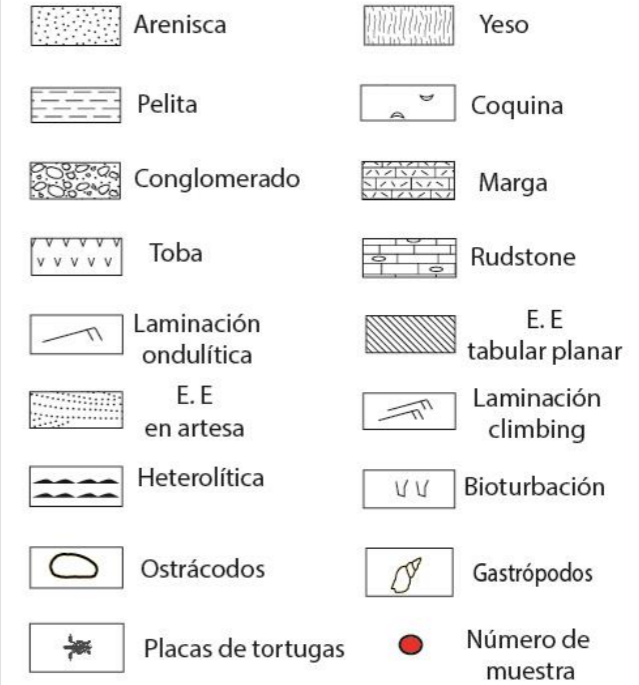 Arenisca
Yeso
Pelita
Coquina
Conglomerado
Marga
Toba
Rudstone
Laminación
ondulítica
E. E
tabular planar
E. E
en artesa
Laminación
climbing
Heterolítica
Bioturbación
Ostrácodos
Gastrópodos
Placas de tortugas
Número de
muestra